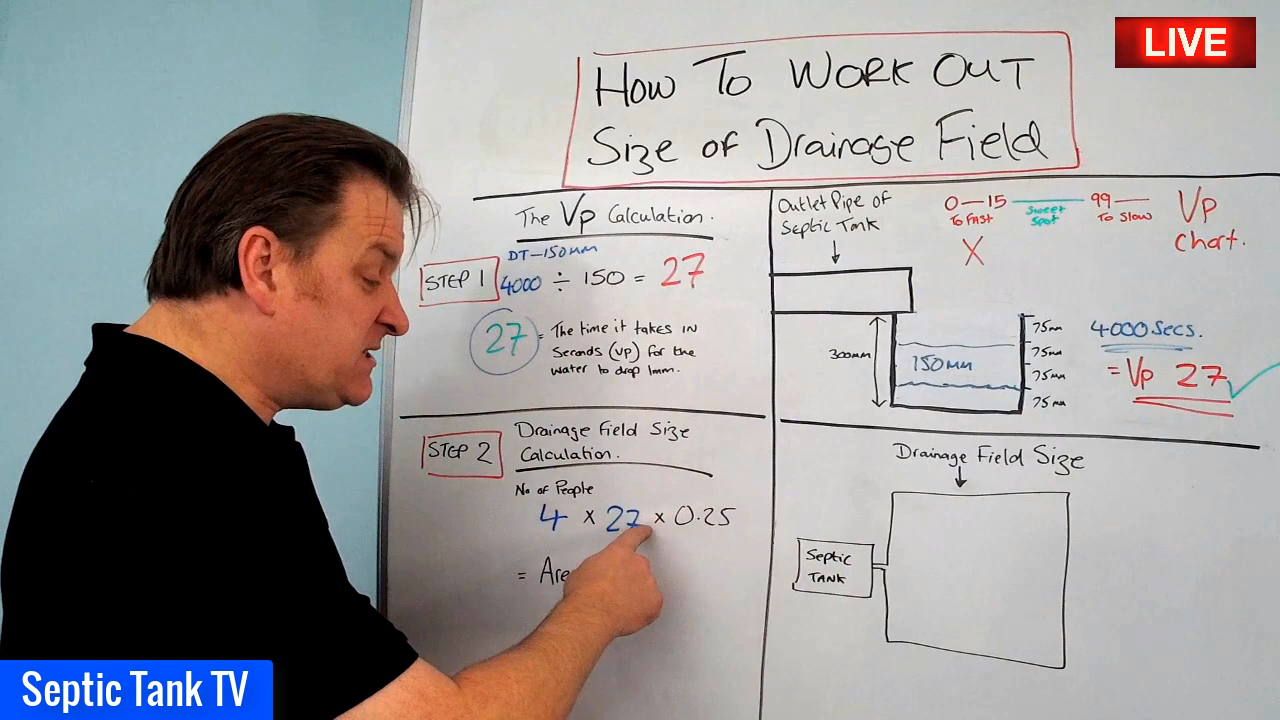 LIVE
How To WORK OUT
Size of Drainage Field
The Vp Calculation.
DT-150mm
STEP 1
4000 ÷ 150 = 27
27 = The time it takes in
Seconds (VP) for the
water to drop 1mm.
Outlet Pipe of
Septic Tank
0-15 99-
To Fast Sweet Spot To Slow
X
Vp
chart.
300mm
150mm
75mm
75mm
75mm
75mm
4000 Secs.
= Vp 27
STEP 2
Drainage Field Size
Calculation.
No of People
4 x 27 x 0.25
= Are
Drainage Field Size
Septic
TANK
Septic Tank TV